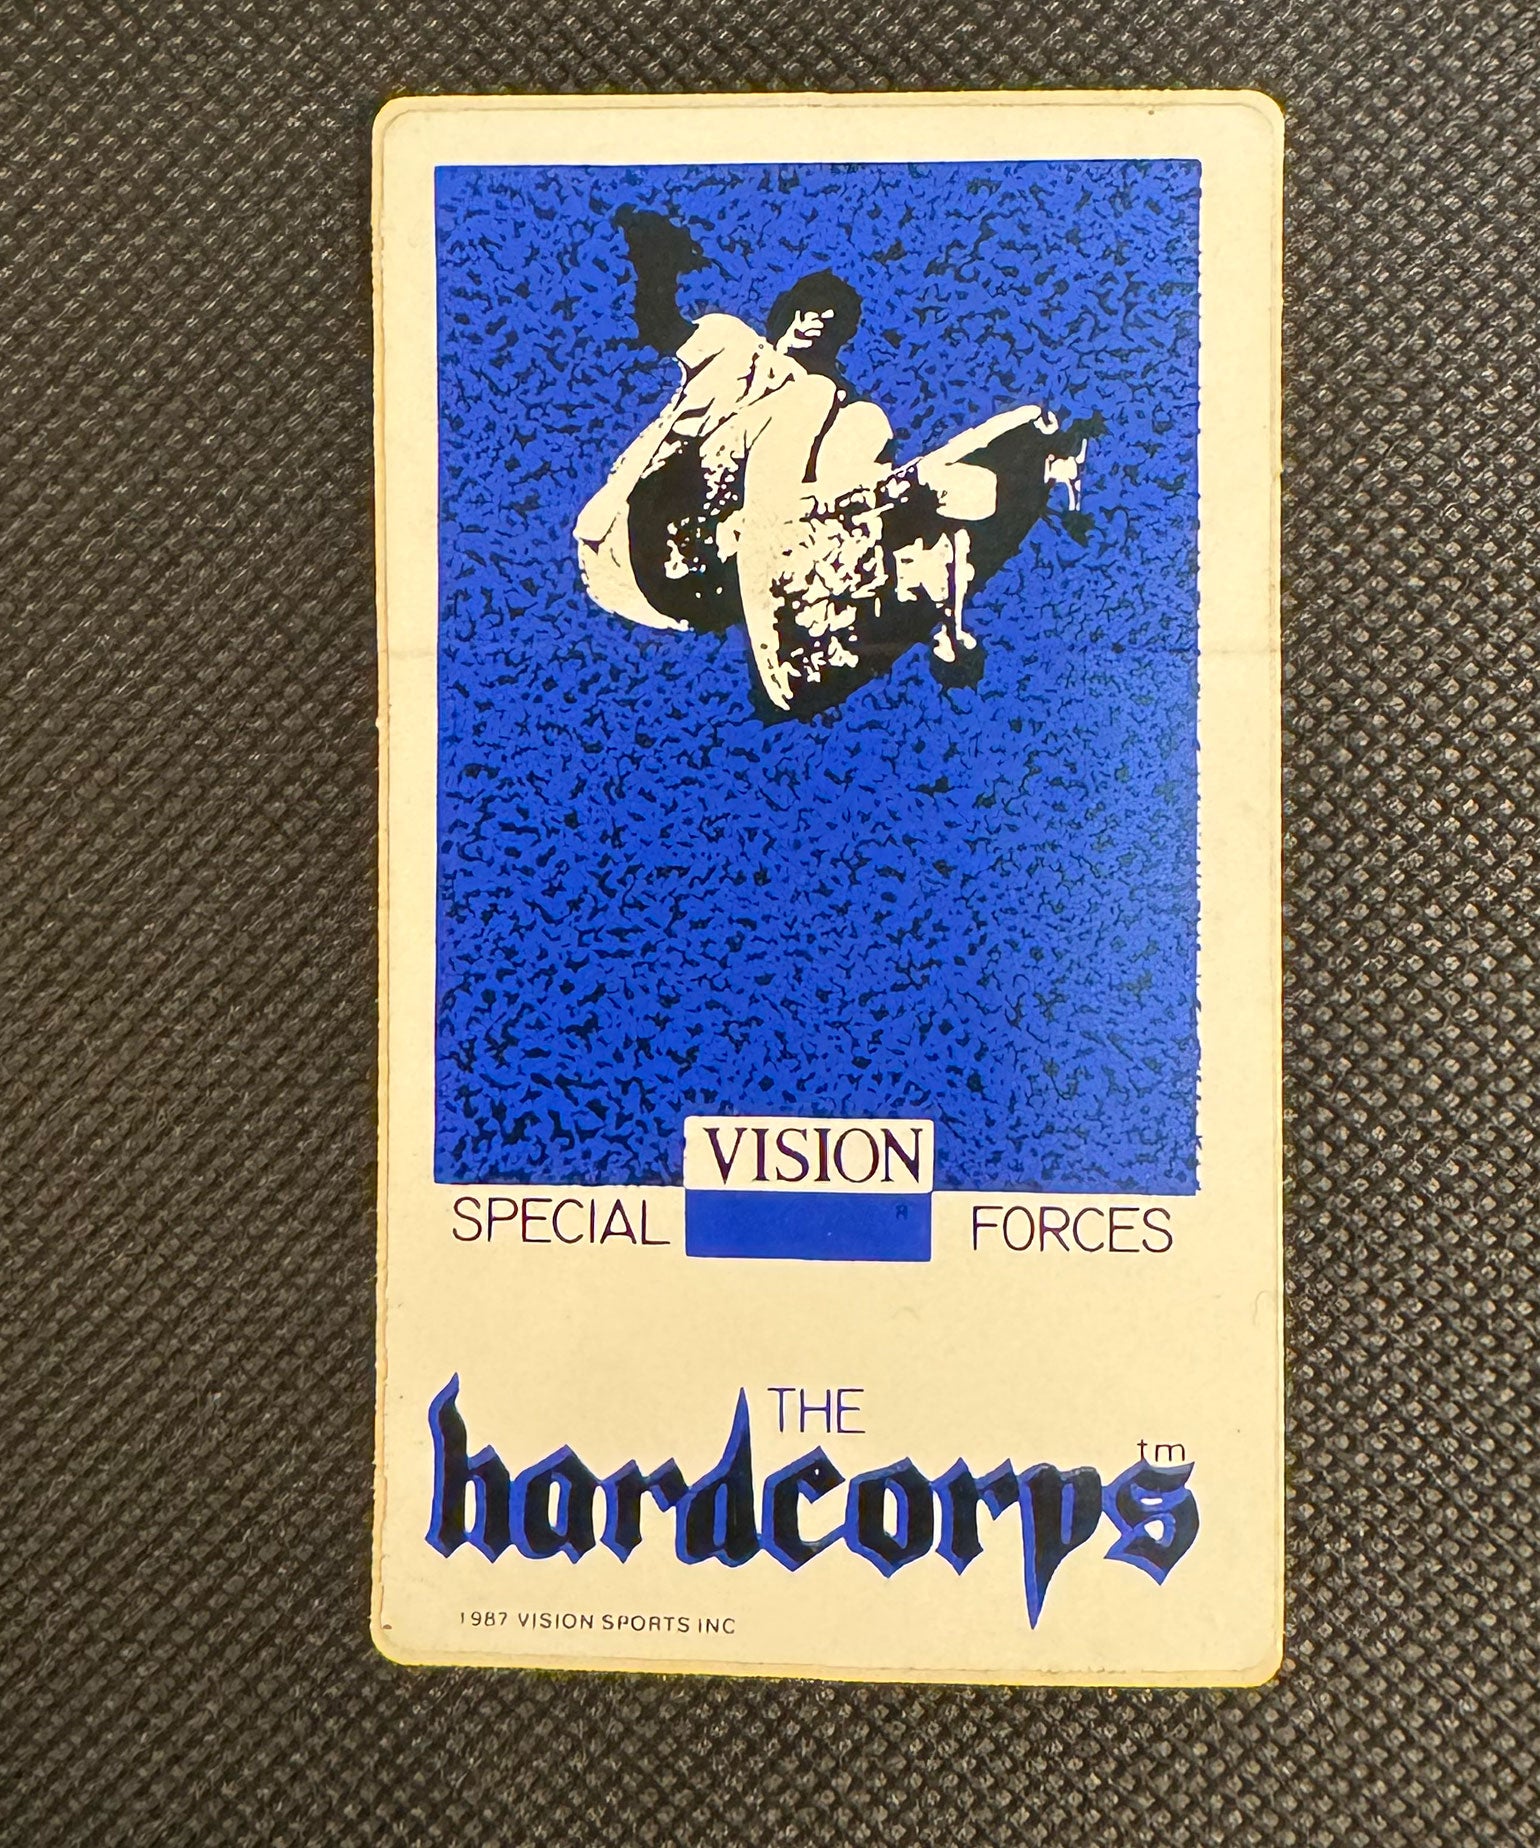 VISION
SPECIAL FORCES
THE
hardcorps tm
1987 VISION SPORTS INC